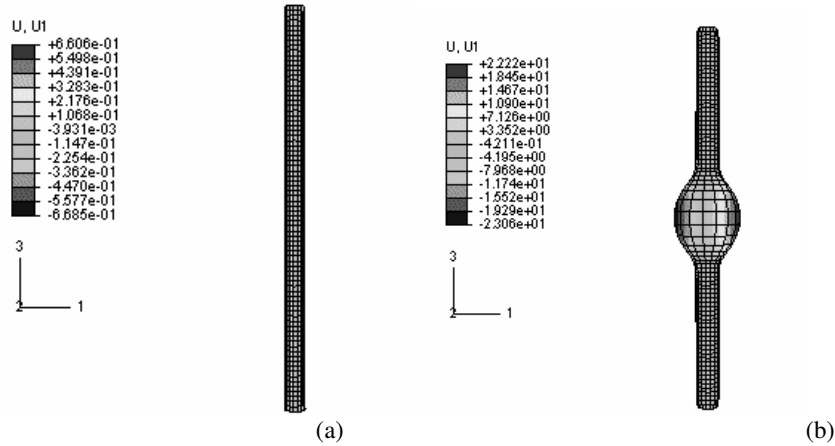 U, U1
+6.606e-01
+5.498e-01
+4.391e-01
+3.283e-01
+2.176e-01
+1.068e-01
-3.931e-03
-1.147e-01
-2.254e-01
-3.362e-01
-4.470e-01
-5.577e-01
-6.685e-01
3
2
1
(a)
U, U1
+2.222e+01
+1.845e+01
+1.467e+01
+1.090e+01
+7.126e+00
+3.352e+00
-4.211e-01
-4.195e+00
-7.968e+00
-1.174e+01
-1.552e+01
-1.929e+01
-2.306e+01
3
2
1
(b)